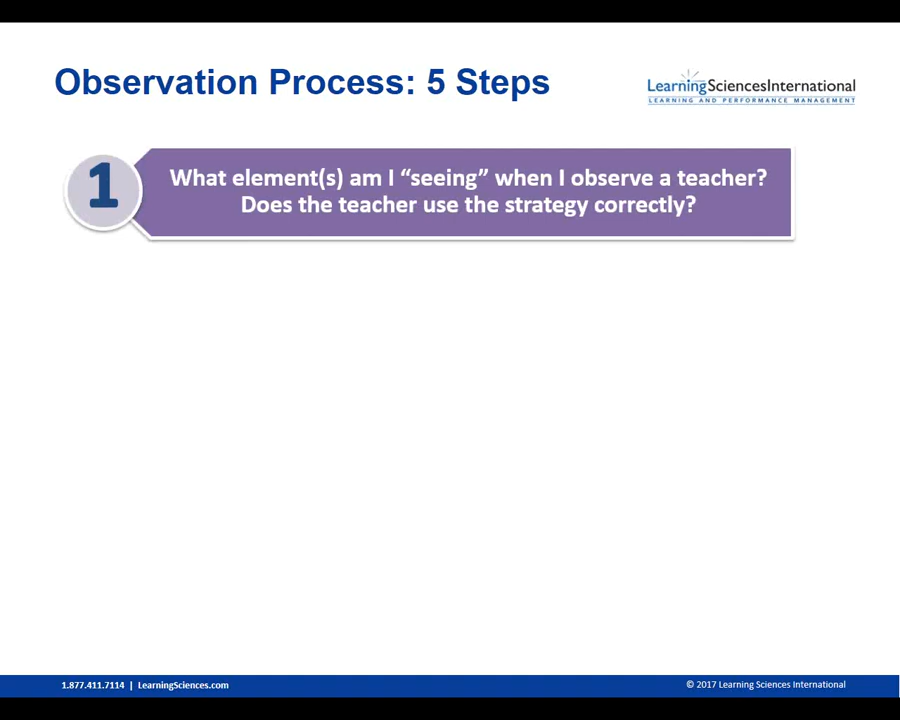 Observation Process: 5 Steps
LearningSciencesInternational
LEARNING AND PERFORMANCE MANAGEMENT
1
What element(s) am I “seeing” when I observe a teacher?
Does the teacher use the strategy correctly?
1.877.411.7114 | LearningSciences.com
© 2017 Learning Sciences International